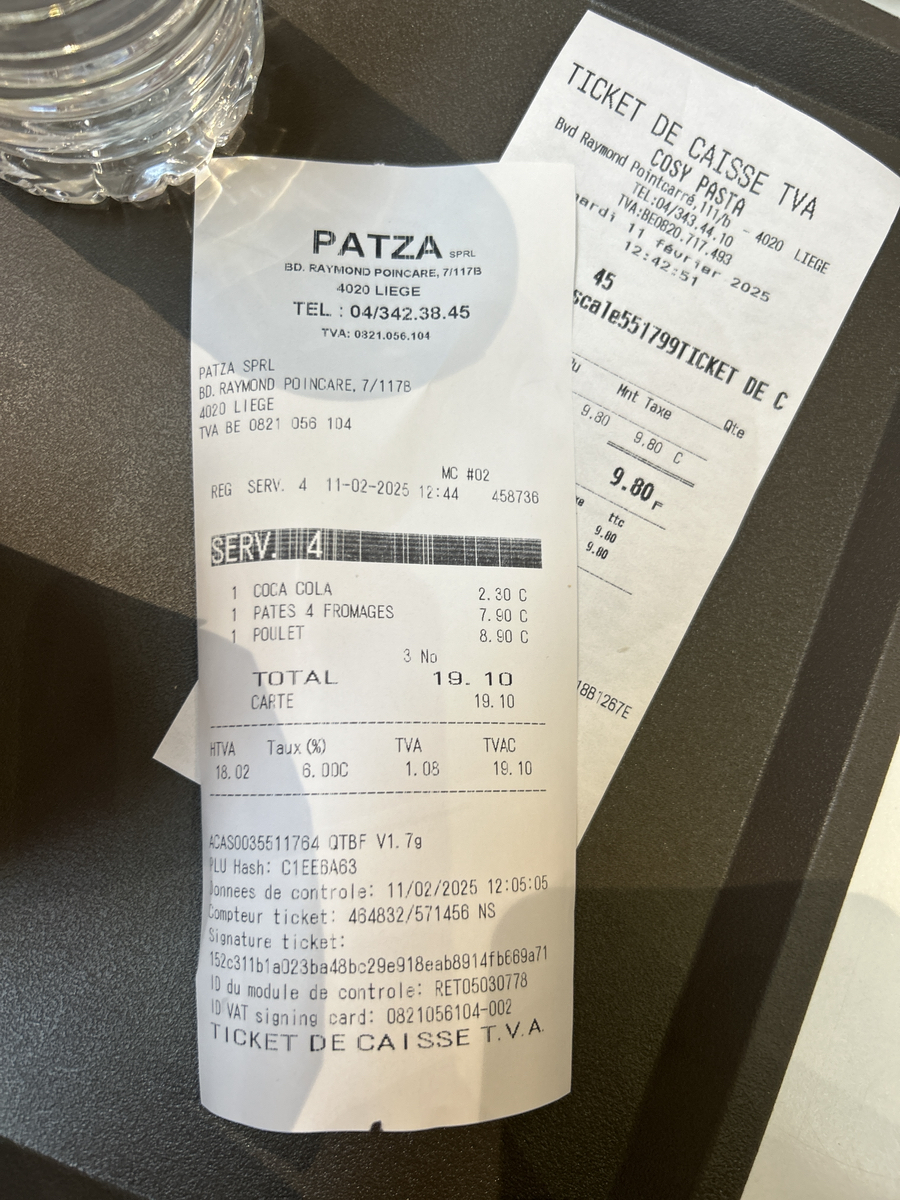 PATZA SPRL
BD. RAYMOND POINCARE, 7/117B
4020 LIEGE
TEL. : 04/342.38.45
TVA: 0821.056.104
PATZA SPRL
BD. RAYMOND POINCARE, 7/117B
4020 LIEGE
TVA BE 0821 056 104
MC #02
REG SERV. 4 11-02-2025 12:44 458736
SERV. 4
1 COCA COLA 2.30 C
1 PATES 4 FROMAGES 7.90 C
1 POULET 8.90 C
3 No
TOTAL 19.10
CARTE 19.10
HTVA Taux (%) TVA TVAC
18.02 6.00C 1.08 19.10
ACAS0035511764 QTBF V1.7g
PLU Hash: C1EE6A63
Donnees de controle: 11/02/2025 12:05:05
Compteur ticket: 464832/571456 NS
Signature ticket:
152c311b1a023ba48bc29e918eab8914fb669a71
ID du module de controle: RET05030778
ID VAT signing card: 0821056104-002
TICKET DE CAISSE T.V.A.
TICKET DE CAISSE TVA
COSY PASTA
Bvd Raymond Pointcarré,111/b - 4020 LIEGE
TEL:04/343.44.10
TVA:BE0820.717.493
ardi 11 février 2025
12:42:51
45
scale551799TICKET DE C
Mnt Taxe Qte
9.80 9.80 C
9.80
ttc
9.80
9.80
18B1267E